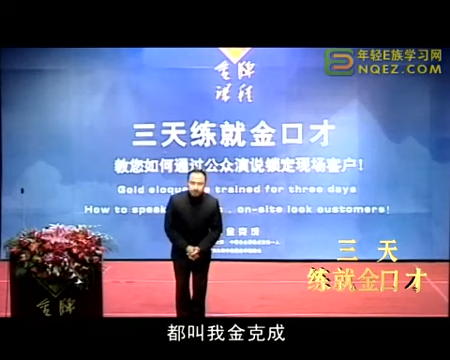 年轻E族学习网
NQEZ.COM
金牌
课程
三天练就金口才
教您如何通过公众演说锁定现场客户!
Gold
trained for three days
How to
on-site lock customers!
三天
练就金口才
金牌
都叫我金克成